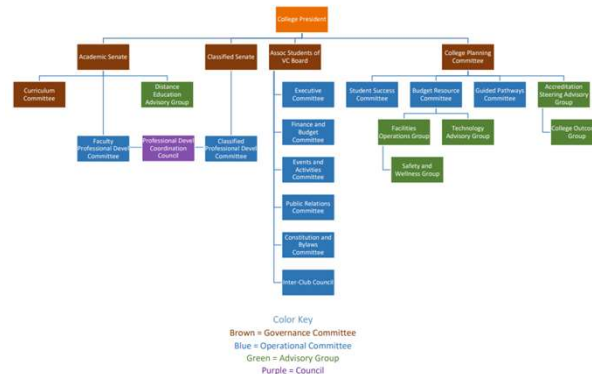 College President
Academic Senate
Classified Senate
Assoc Students of
VC Board
College Planning
Committee
Curriculum
Committee
Distance
Education
Advisory Group
Executive
Committee
Student Success
Committee
Budget Resource
Committee
Guided Pathways
Committee
Accreditation
Steering Advisory
Group
Faculty
Professional Devel
Committee
Professional Devel
Coordination
Council
Classified
Professional Devel
Committee
Finance and
Budget Committee
Facilities
Operations Group
Technology
Advisory Group
College Outcomes
Group
Events and
Activities Committee
Safety and
Wellness Group
Public Relations
Committee
Constitution and
Bylaws
Committee
Inter-Club Council
Color Key
Brown = Governance Committee
Blue = Operational Committee
Green = Advisory Group
Purple = Council